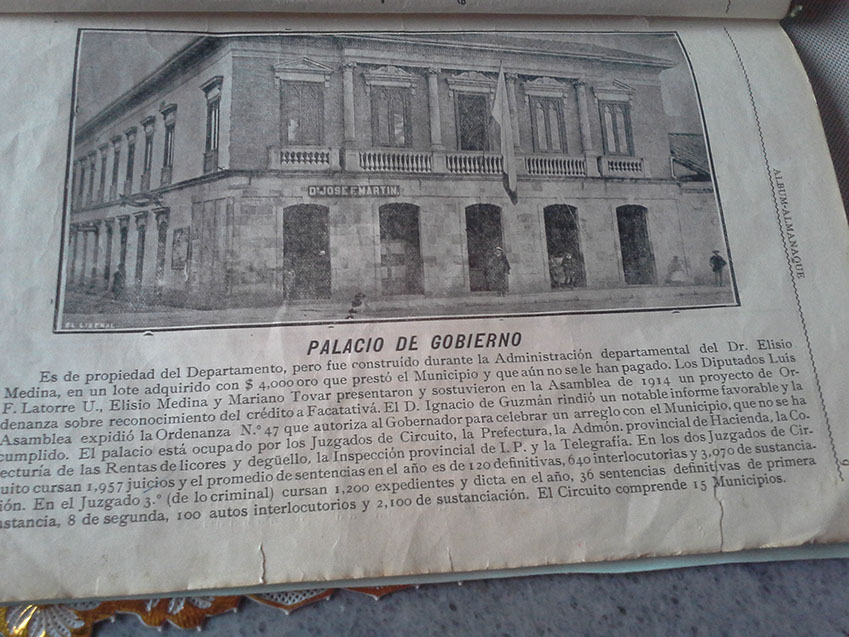 Dr JOSE F. MARTIN.
EL LIBERAL
ALBUM-ALMANAQUE
PALACIO DE GOBIERNO
Es de propiedad del Departamento, pero fue construído durante la Administración departamental del Dr. Elisio
Medina, en un lote adquirido con $ 4,000 oro que prestó el Municipio y que aún no se le han pagado. Los Diputados Luis
F. Latorre U., Elisio Medina y Mariano Tovar presentaron y sostuvieron en la Asamblea de 1914 un proyecto de Or-
denanza sobre reconocimiento del crédito a Facatativá. El D. Ignacio de Guzmán rindió un notable informe favorable y la
Asamblea expidió la Ordenanza N.º 47 que autoriza al Gobernador para celebrar un arreglo con el Municipio, que no se ha
cumplido. El palacio está ocupado por los Juzgados de Circuito, la Prefectura, la Admón. provincial de Hacienda, la Co-
lecturía de las Rentas de licores y degüello, la Inspección provincial de I. P. y la Telegrafía. En los dos Juzgados de Cir-
cuito cursan 1,957 juicios y el promedio de sentencias en el año es de 120 definitivas, 640 interlocutorias y 3,070 de sustancia-
ción. En el Juzgado 3.º (de lo criminal) cursan 1,200 expedientes y dicta en el año, 36 sentencias definitivas de primera
instancia, 8 de segunda, 100 autos interlocutorios y 2,100 de sustanciación. El Circuito comprende 15 Municipios.